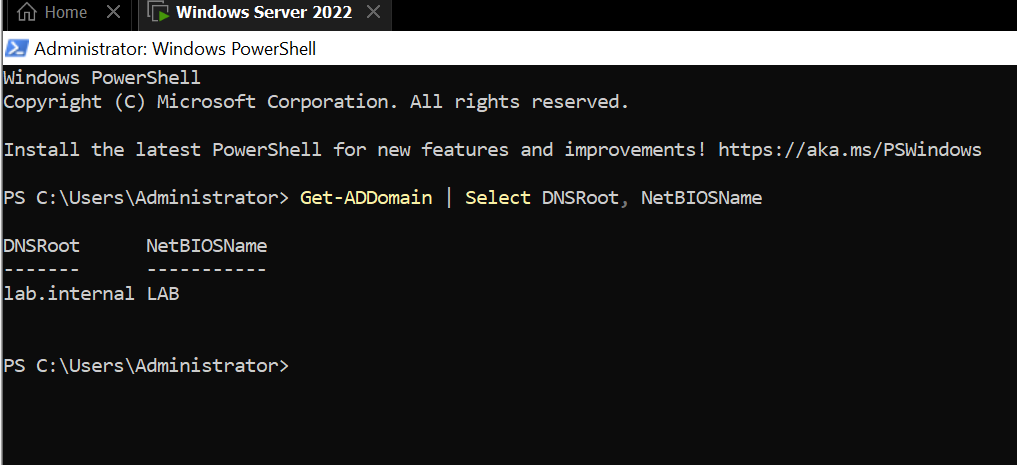 Home
Windows Server 2022
Administrator: Windows PowerShell
Windows PowerShell
Copyright (C) Microsoft Corporation. All rights reserved.
Install the latest PowerShell for new features and improvements! https://aka.ms/PSWindows
PS C:\Users\Administrator> Get-ADDomain | Select DNSRoot, NetBIOSName
DNSRoot      NetBIOSName
-------      -----------
lab.internal LAB
PS C:\Users\Administrator>